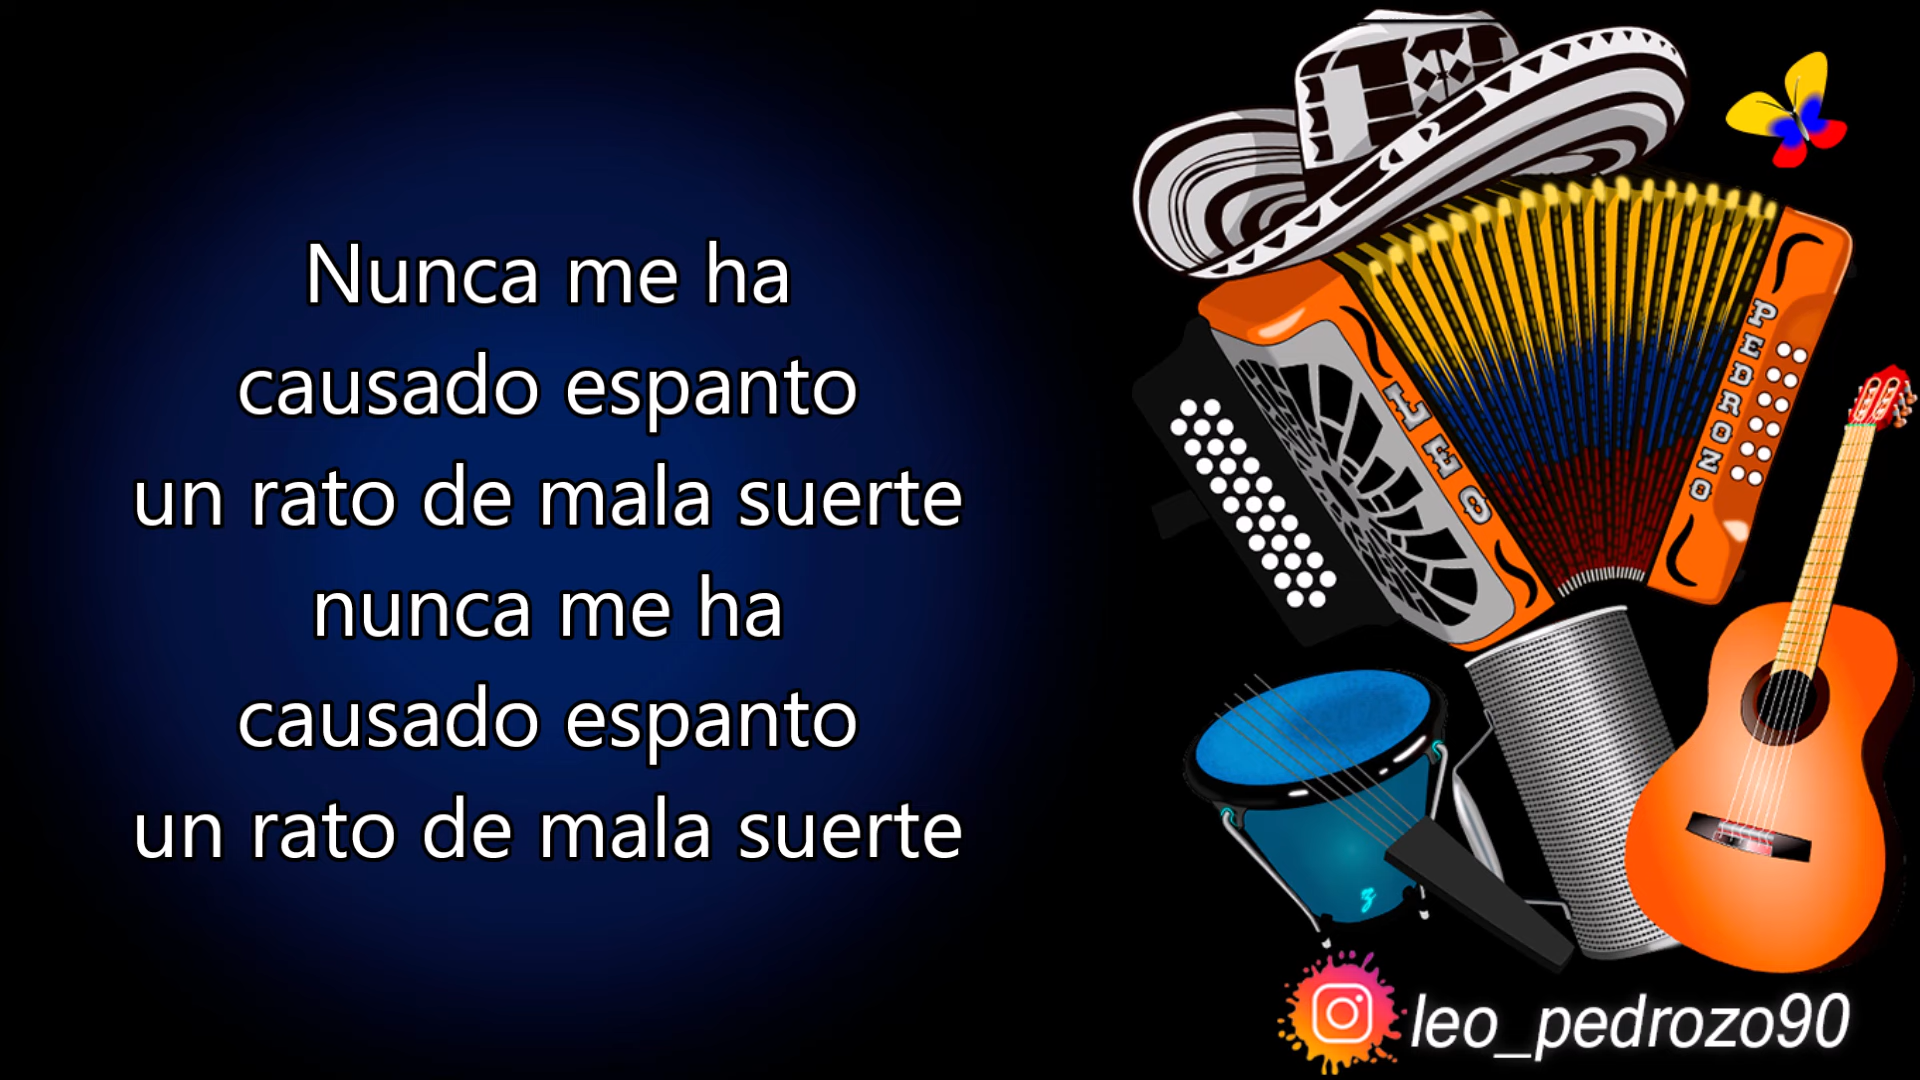 Nunca me ha
causado espanto
un rato de mala suerte
nunca me ha
causado espanto
un rato de mala suerte
LEO
PEDROZO
leo_pedrozo90